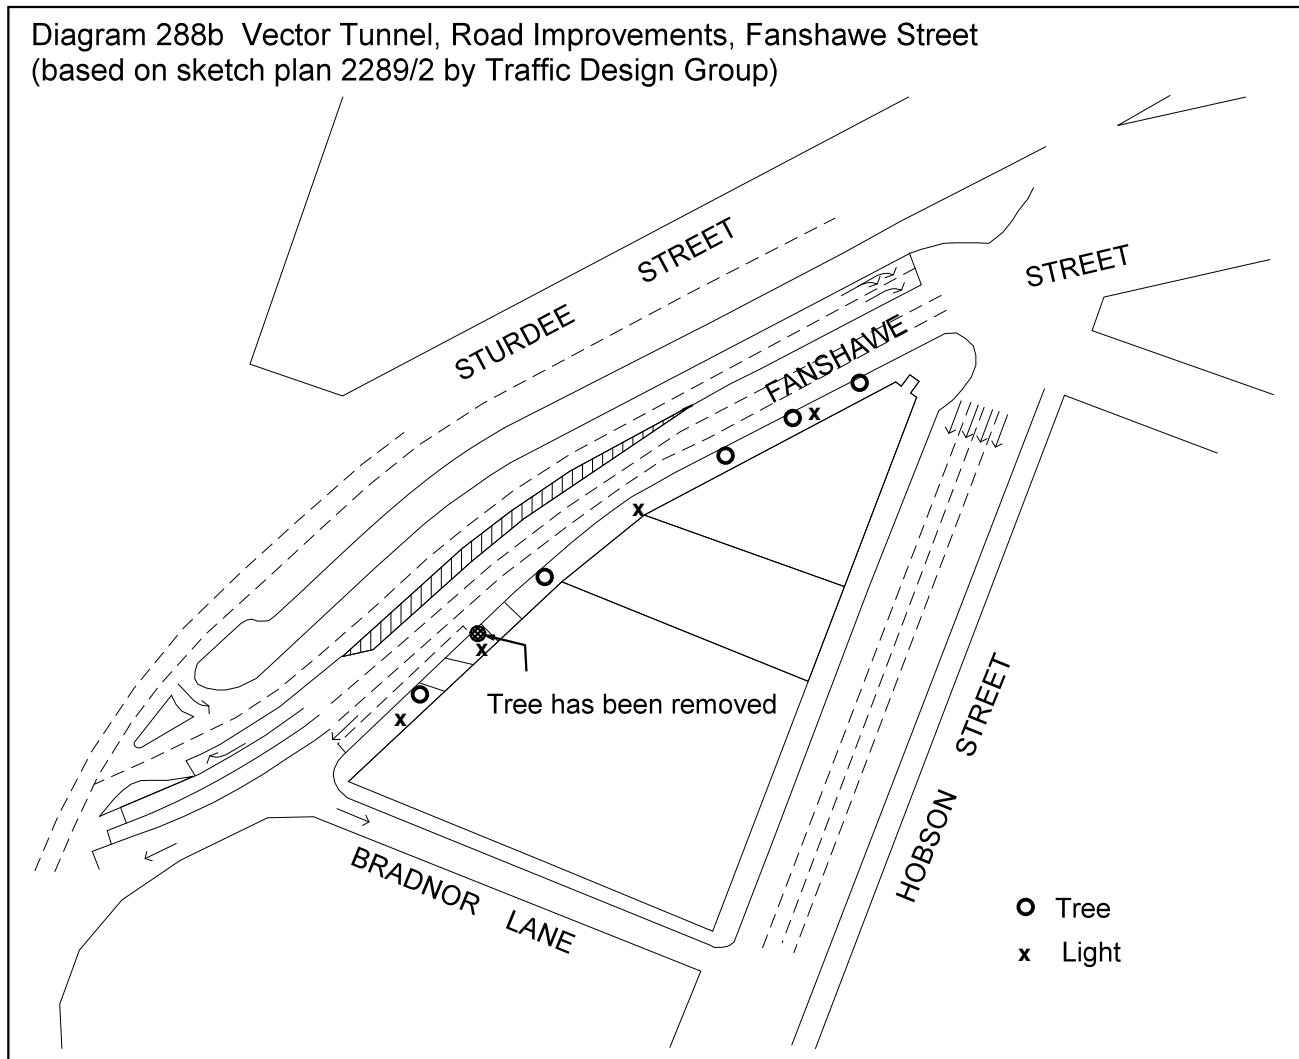 Diagram 288b  Vector Tunnel, Road Improvements, Fanshawe Street
(based on sketch plan 2289/2 by Traffic Design Group)
STURDEE STREET
FANSHAWE STREET
Tree has been removed
HOBSON STREET
BRADNOR LANE
Tree
x Light